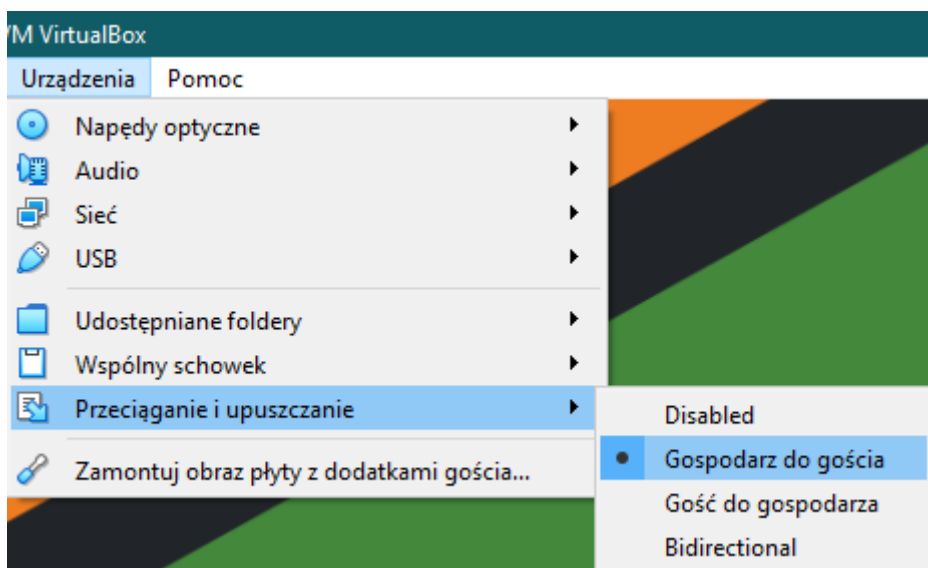 VM VirtualBox
Urządzenia Pomoc
Napędy optyczne
Audio
Sieć
USB
Udostępniane foldery
Wspólny schowek
Przeciąganie i upuszczanie
Disabled
Gospodarz do gościa
Zamontuj obraz płyty z dodatkami gościa...
Gość do gospodarza
Bidirectional